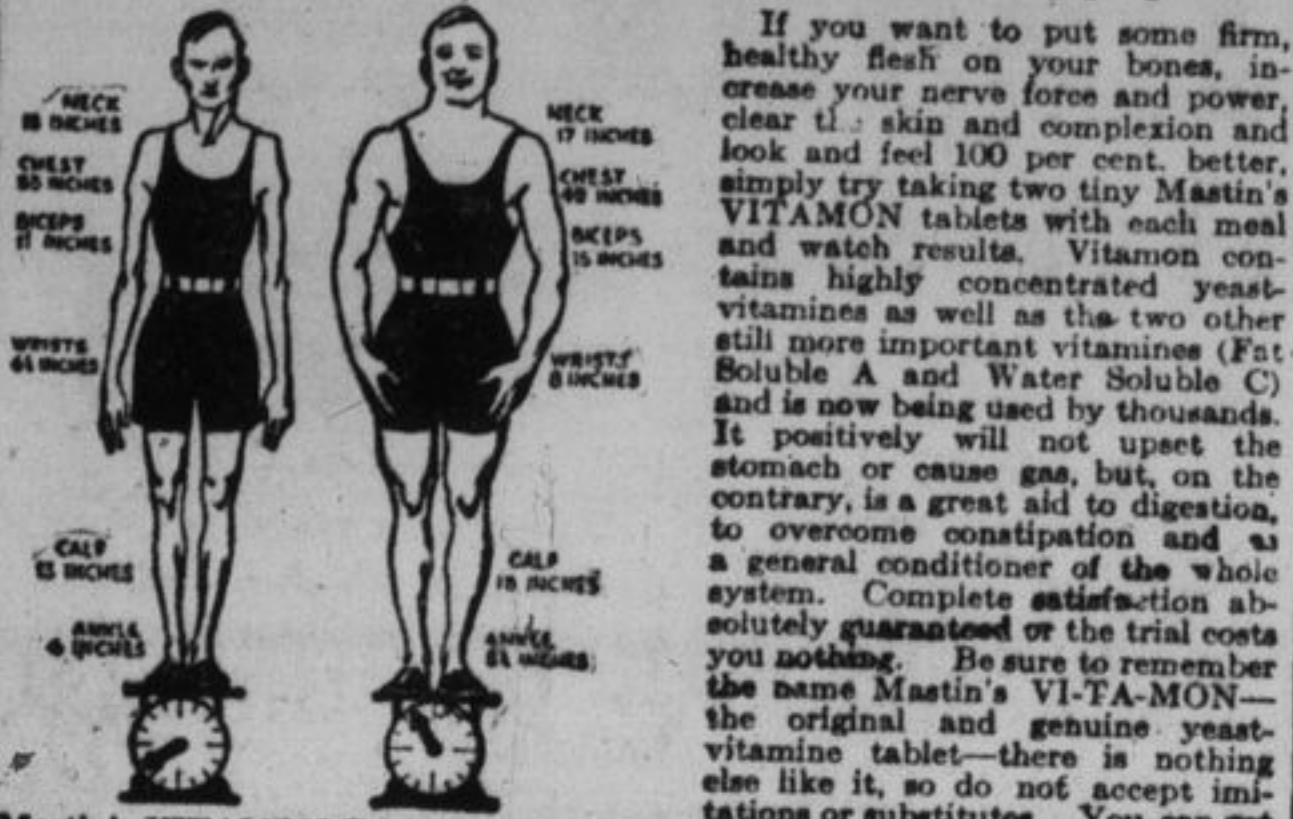 NECK
INCHES
CHEST
INCHES
BICEPS
11 INCHES
WRISTS
INCHES
CALF
13 INCHES
ANKLE
INCHES
NECK
17 INCHES
CHEST
40 INCHES
BICEPS
15 INCHES
WRISTS
8 INCHES
CALF
INCHES
ANKLE
INCHES
If you want to put some firm,
healthy flesh on your bones, in-
crease your nerve force and power,
clear the skin and complexion and
look and feel 100 per cent. better,
simply try taking two tiny Mastin's
VITAMON tablets with each meal
and watch results. Vitamon con-
tains highly concentrated yeast-
vitamines as well as the two other
still more important vitamines (Fat
Soluble A and Water Soluble C)
and is now being used by thousands.
It positively will not upset the
stomach or cause gas, but, on the
contrary, is a great aid to digestion,
to overcome constipation and as
a general conditioner of the whole
system. Complete satisfaction ab-
solutely guaranteed or the trial costs
you nothing. Be sure to remember
the name Mastin's VI-TA-MON—
the original and genuine yeast-
vitamine tablet—there is nothing
else like it, so do not accept imi-
tations or substitutes. You can get